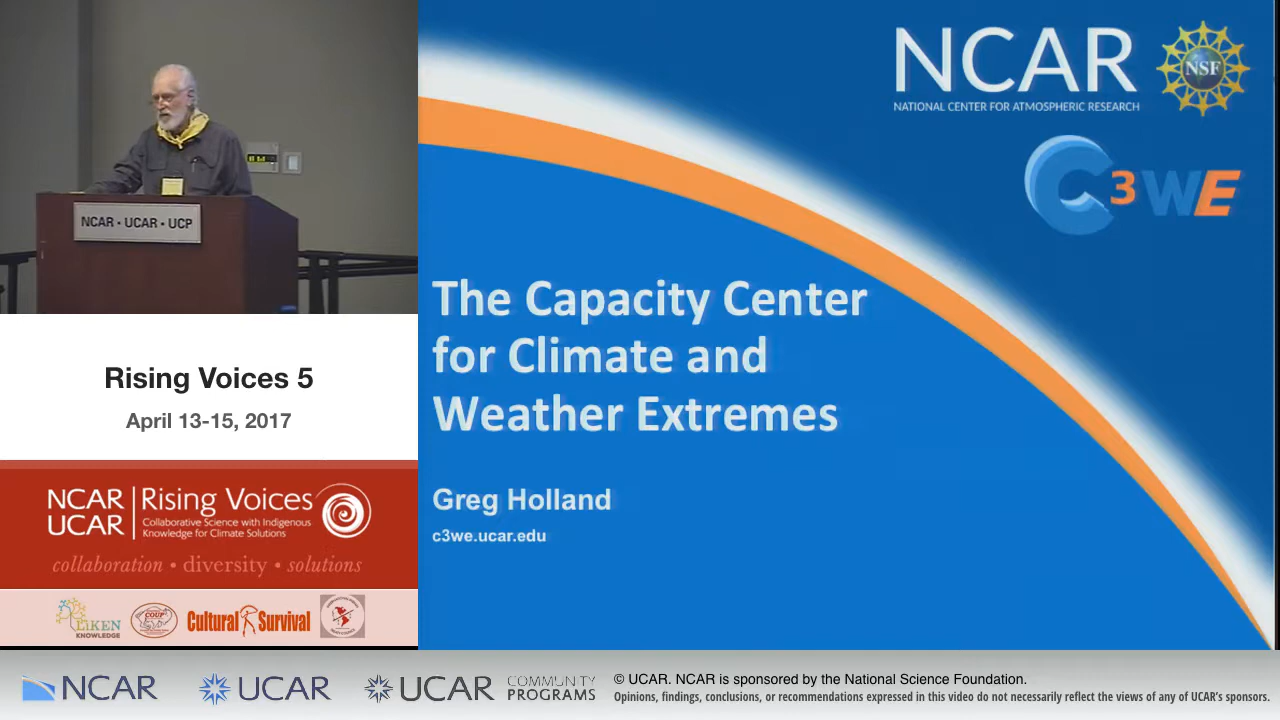 NCAR • UCAR • UCP
Rising Voices 5
April 13-15, 2017
NCAR
UCAR
Rising Voices
Collaborative Science with Indigenous
Knowledge for Climate Solutions
collaboration • diversity • solutions
LiKEN
KNOWLEDGE
COUP
Cultural Survival
NCAR
NATIONAL CENTER FOR ATMOSPHERIC RESEARCH
NSF
C3WE
The Capacity Center
for Climate and
Weather Extremes
Greg Holland
c3we.ucar.edu
NCAR
UCAR
UCAR
COMMUNITY
PROGRAMS
© UCAR. NCAR is sponsored by the National Science Foundation.
Opinions, findings, conclusions, or recommendations expressed in this video do not necessarily reflect the views of any of UCAR's sponsors.